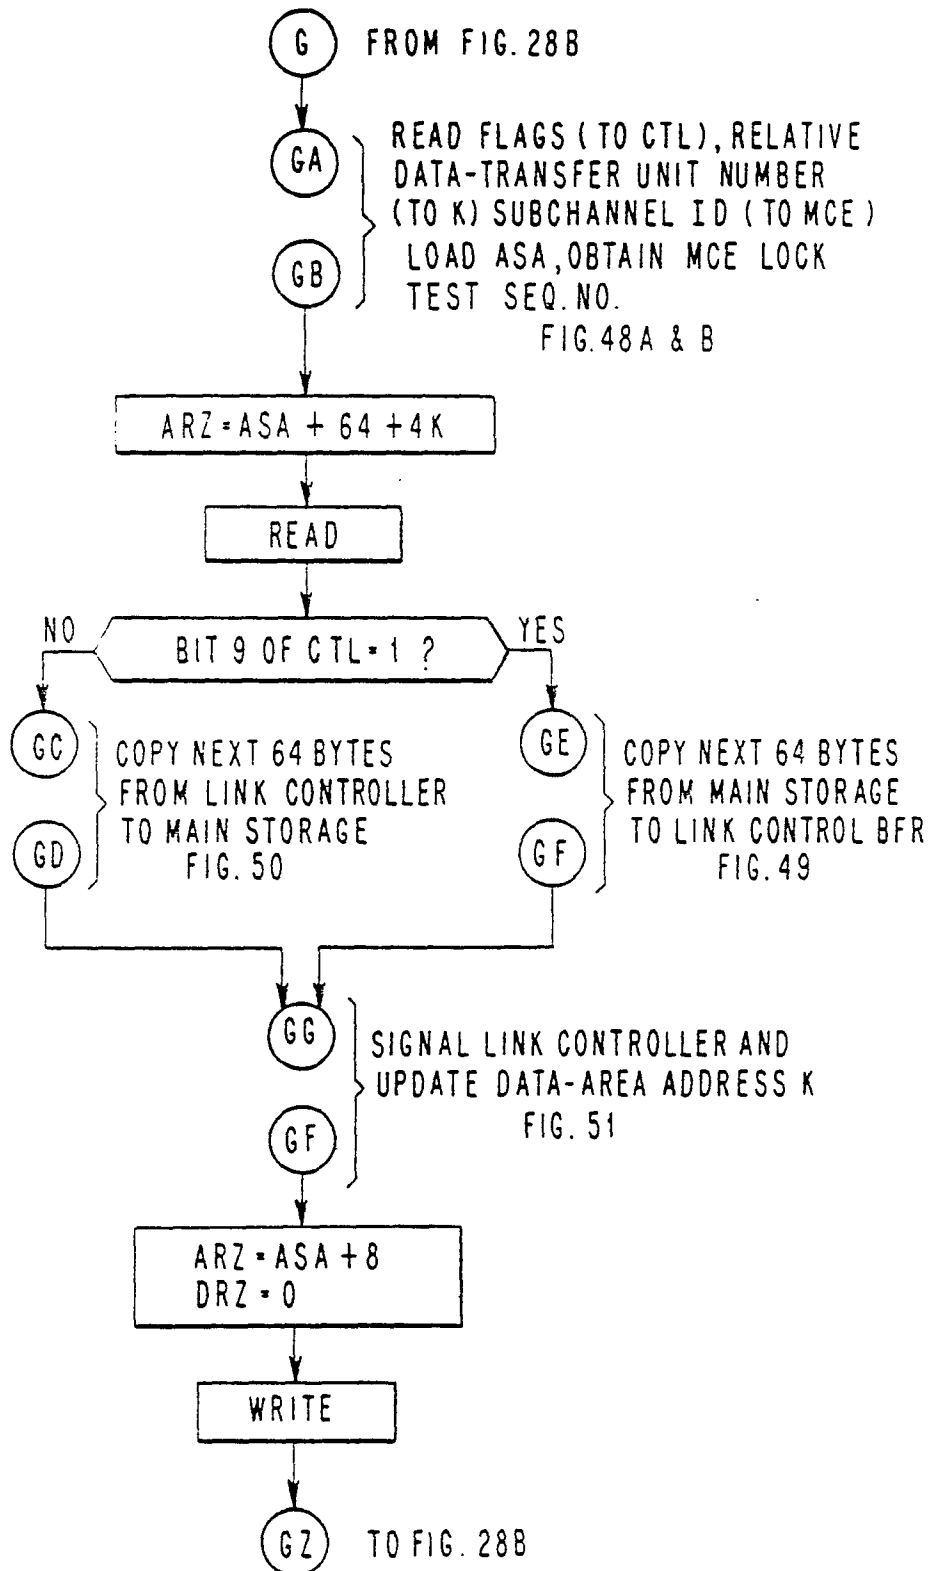 G FROM FIG. 28B
GA
READ FLAGS (TO CTL), RELATIVE
DATA-TRANSFER UNIT NUMBER
(TO K) SUBCHANNEL ID (TO MCE)
GB
LOAD ASA, OBTAIN MCE LOCK
TEST SEQ. NO.
FIG. 48A & B
ARZ = ASA + 64 + 4K
READ
NO
BIT 9 OF CTL = 1 ?
YES
GC
COPY NEXT 64 BYTES
FROM LINK CONTROLLER
TO MAIN STORAGE
GD
FIG. 50
GE
COPY NEXT 64 BYTES
FROM MAIN STORAGE
TO LINK CONTROL BFR
GF
FIG. 49
GG
SIGNAL LINK CONTROLLER AND
UPDATE DATA-AREA ADDRESS K
FIG. 51
GF
ARZ = ASA + 8
DRZ = 0
WRITE
GZ TO FIG. 28B